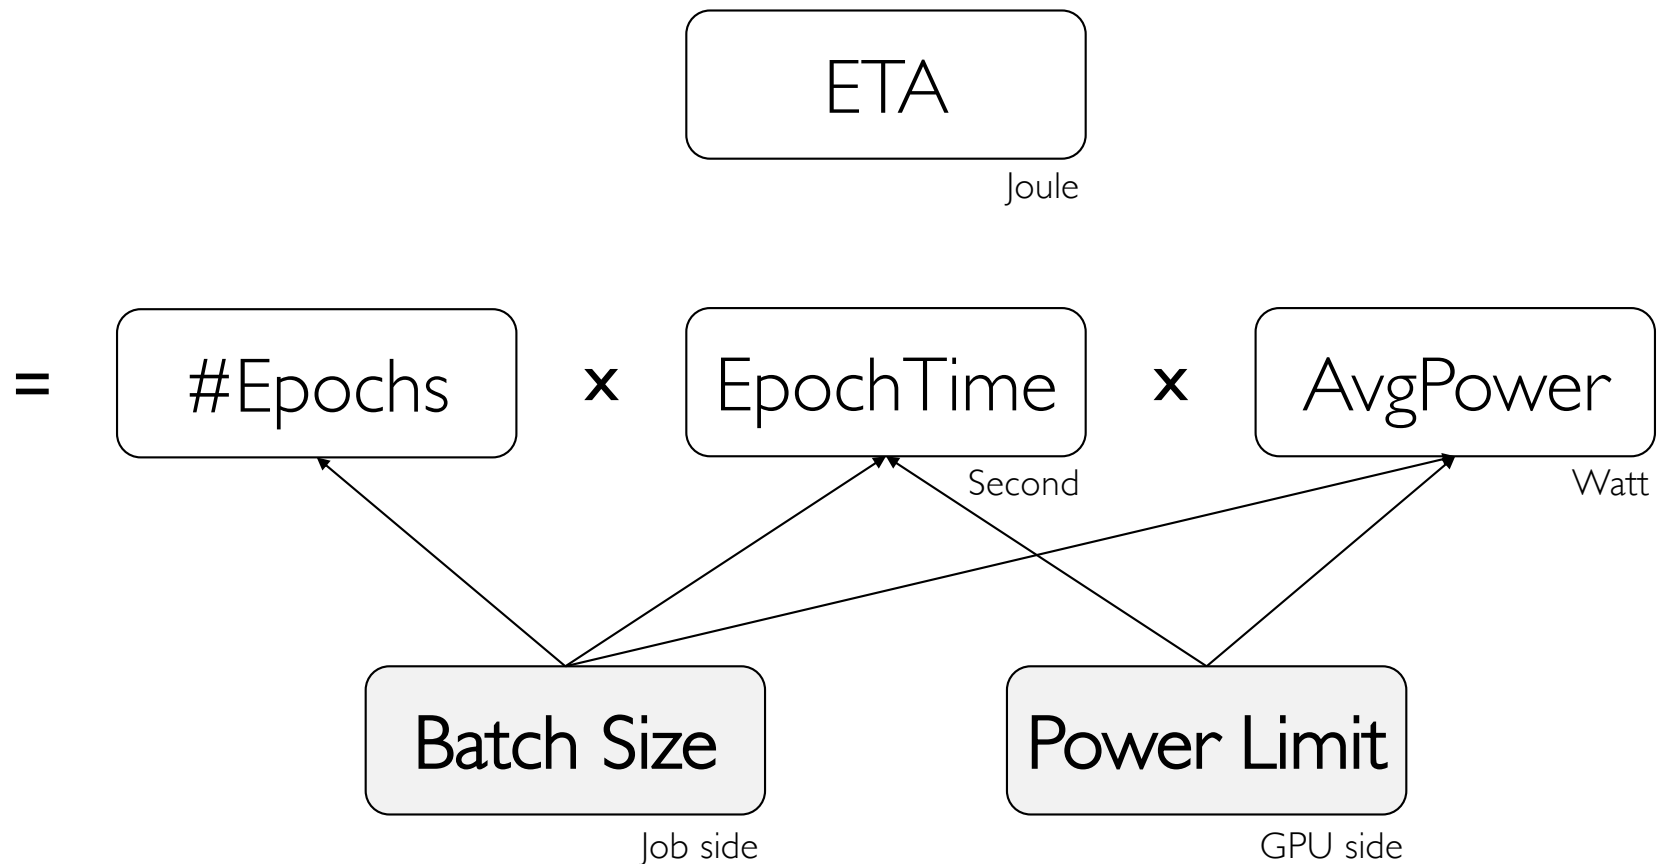 ETA
Joule
= #Epochs x EpochTime x AvgPower
Second
Watt
Batch Size
Power Limit
Job side
GPU side